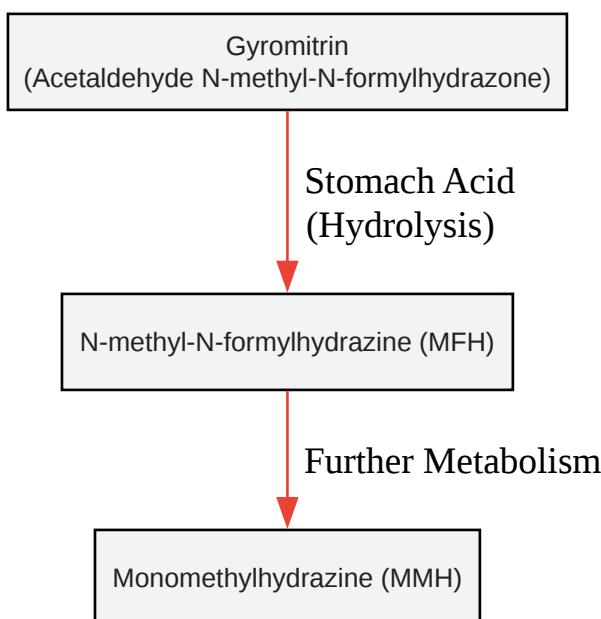 Gyromitrin
(Acetaldehyde N-methyl-N-formylhydrazone)
Stomach Acid
(Hydrolysis)
N-methyl-N-formylhydrazine (MFH)
Further Metabolism
Monomethylhydrazine (MMH)